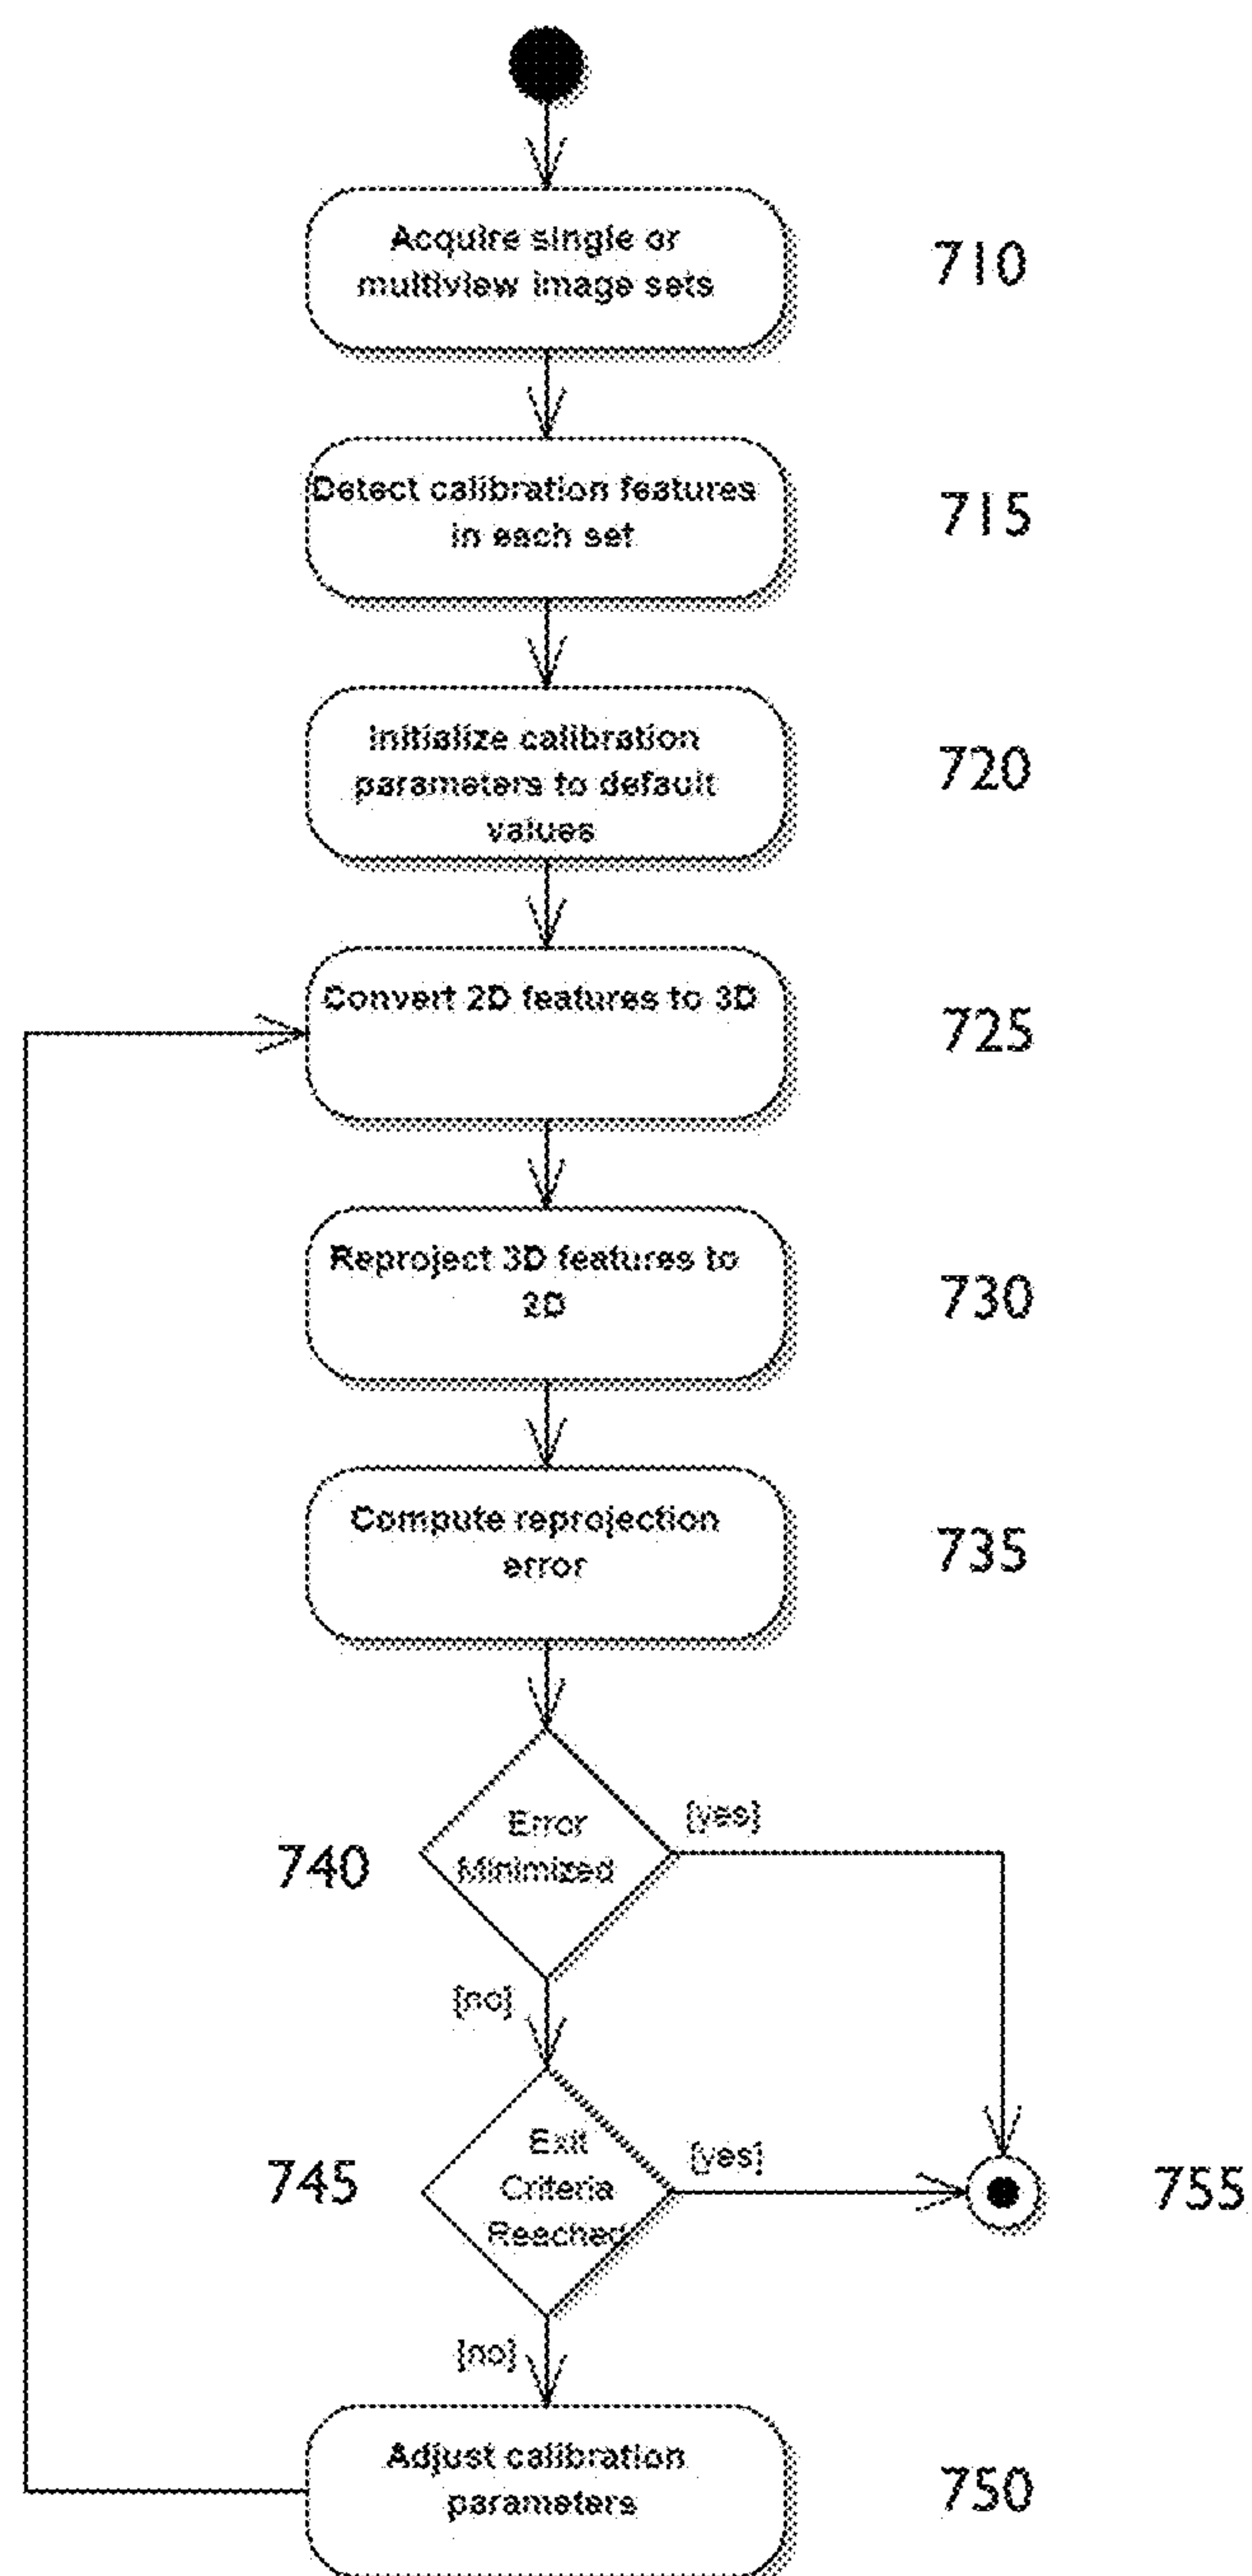 Acquire single or
multiview image sets
710
Detect calibration features
in each set
715
Initialize calibration
parameters to default
values
720
Convert 2D features to 3D
725
Reproject 3D features to
2D
730
Compute reprojection
error
735
Error
Minimized
740
[yes]
[no]
Exit
Criteria
Reached
745
[yes]
755
[no]
Adjust calibration
parameters
750